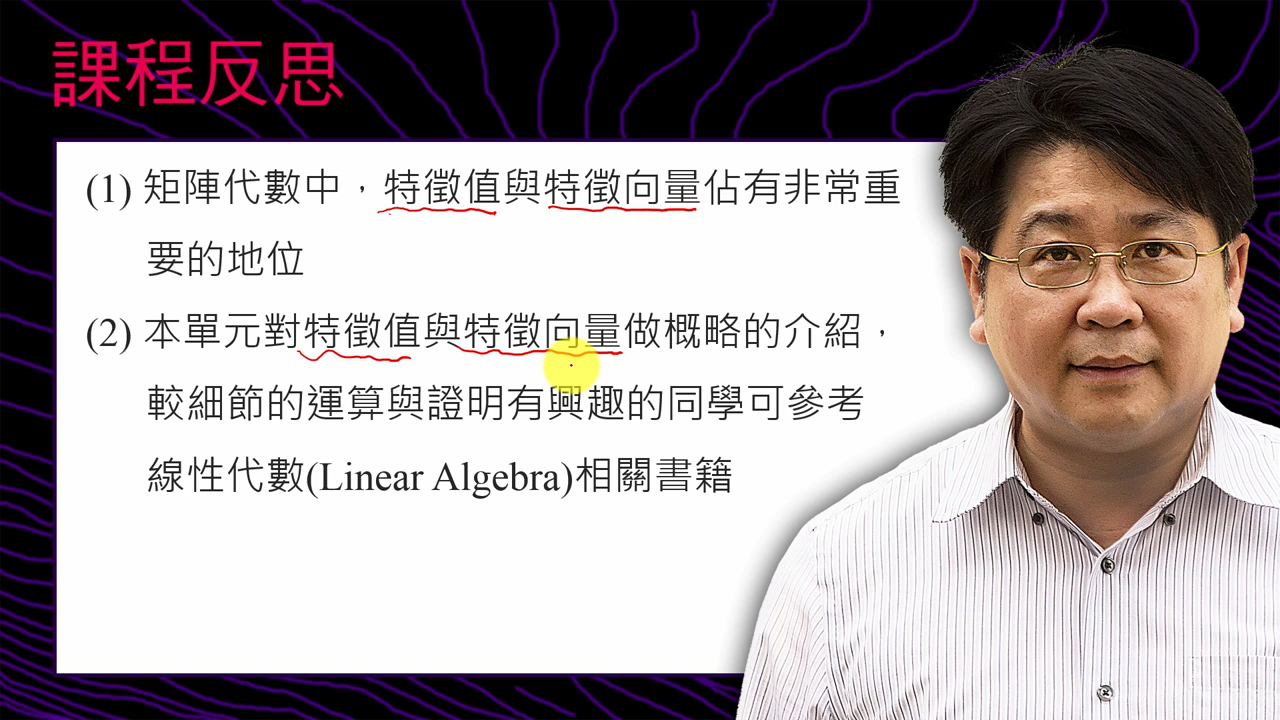 課程反思
(1) 矩陣代數中，特徵值與特徵向量佔有非常重
要的地位
(2) 本單元對特徵值與特徵向量做概略的介紹，
較細節的運算與證明有興趣的同學可參考
線性代數(Linear Algebra)相關書籍